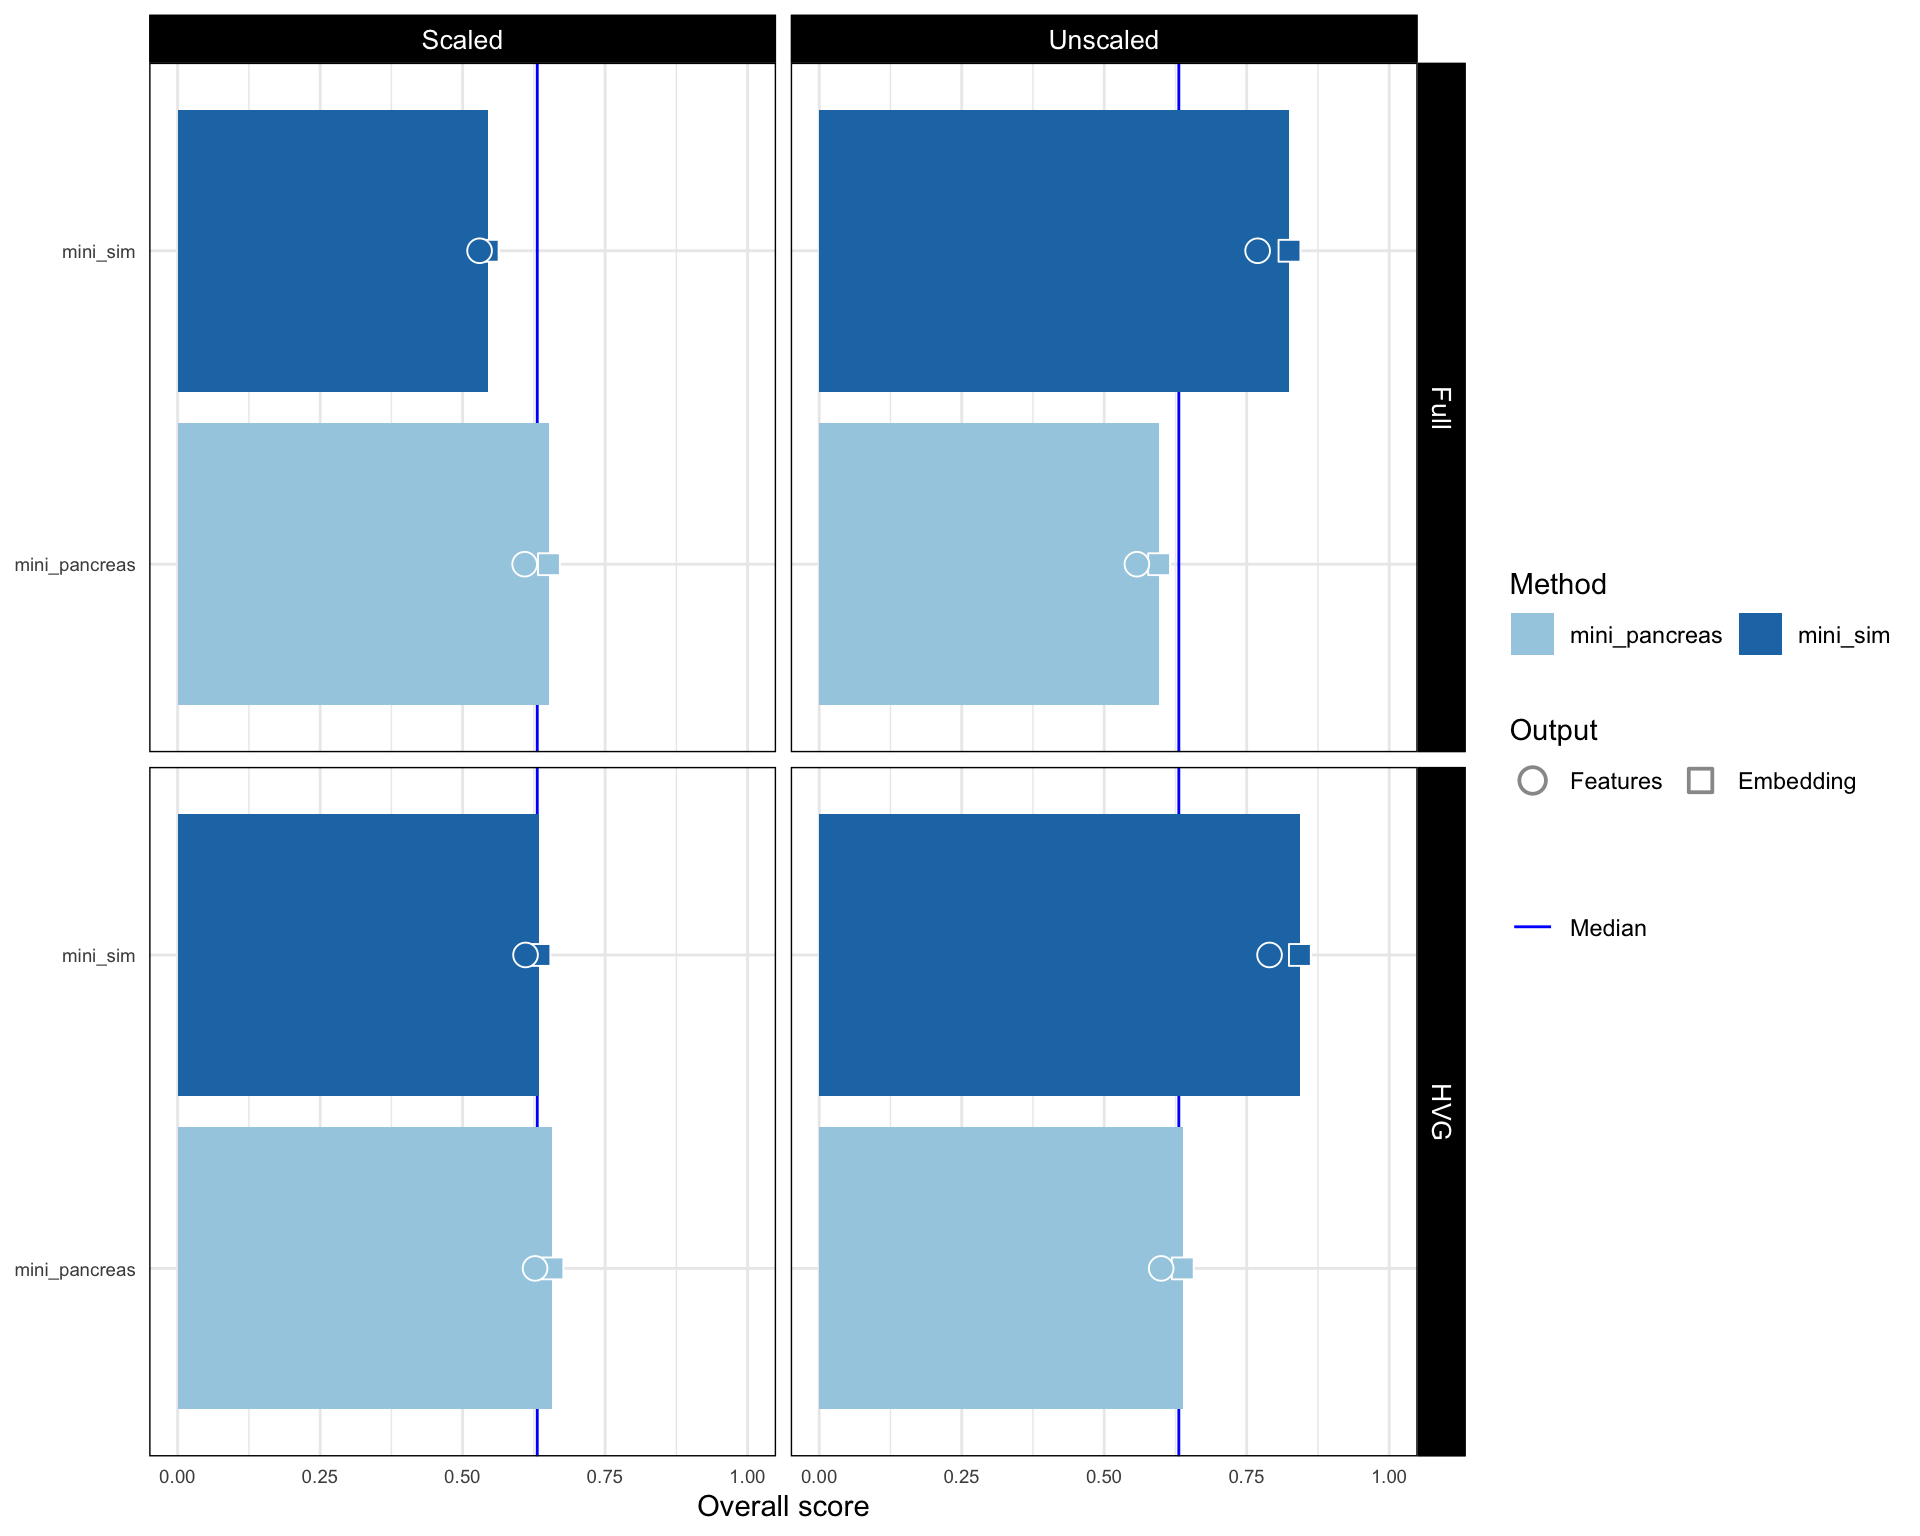 Scaled
Unscaled
mini_sim
mini_pancreas
Full
mini_sim
mini_pancreas
HVG
0.00 0.25 0.50 0.75 1.00
0.00 0.25 0.50 0.75 1.00
Overall score
Method
mini_pancreas mini_sim
Output
Features Embedding
Median